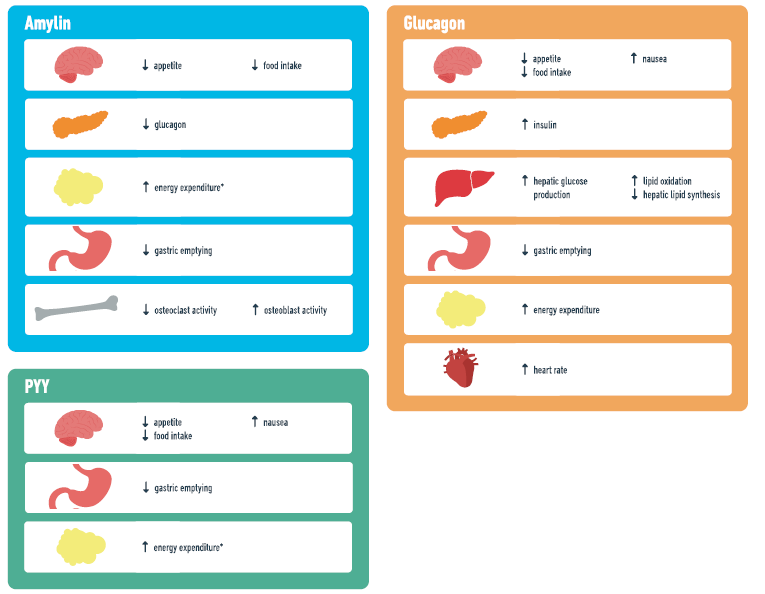 Amylin
↓ appetite ↓ food intake
↓ glucagon
↑ energy expenditure*
↓ gastric emptying
↓ osteoclast activity ↑ osteoblast activity
PYY
↓ appetite ↑ nausea
↓ food intake
↓ gastric emptying
↑ energy expenditure*
Glucagon
↓ appetite ↑ nausea
↓ food intake
↑ insulin
↑ hepatic glucose ↑ lipid oxidation
production ↓ hepatic lipid synthesis
↓ gastric emptying
↑ energy expenditure
↑ heart rate